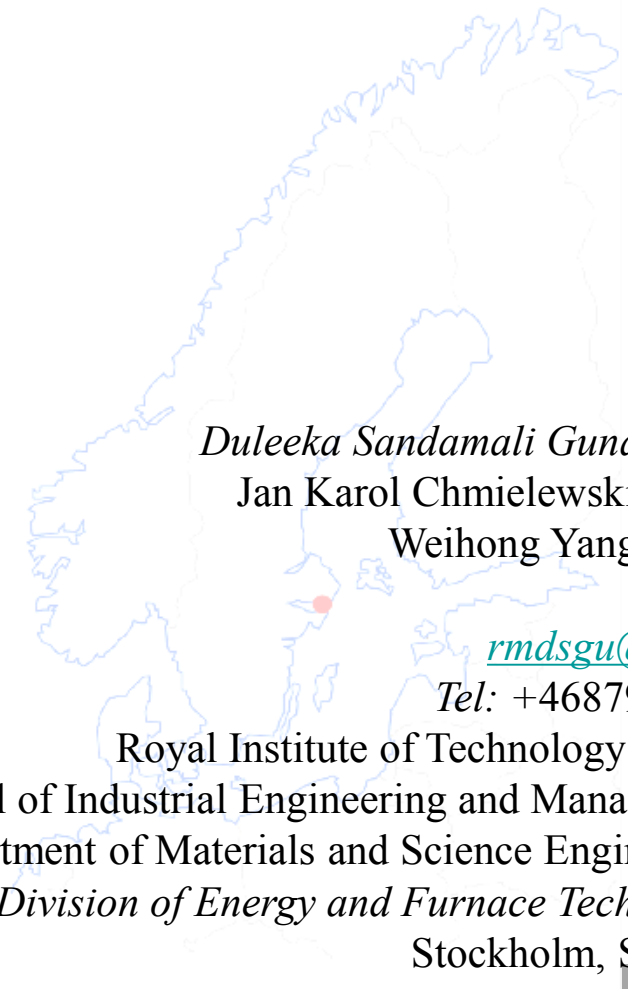 Duleeka Sandamali Guna
Jan Karol Chmielewski
Weihong Yang
rmdsgu@
Tel: +46879
Royal Institute of Technology
l of Industrial Engineering and Mana
tment of Materials and Science Engi
Division of Energy and Furnace Tech
Stockholm, S